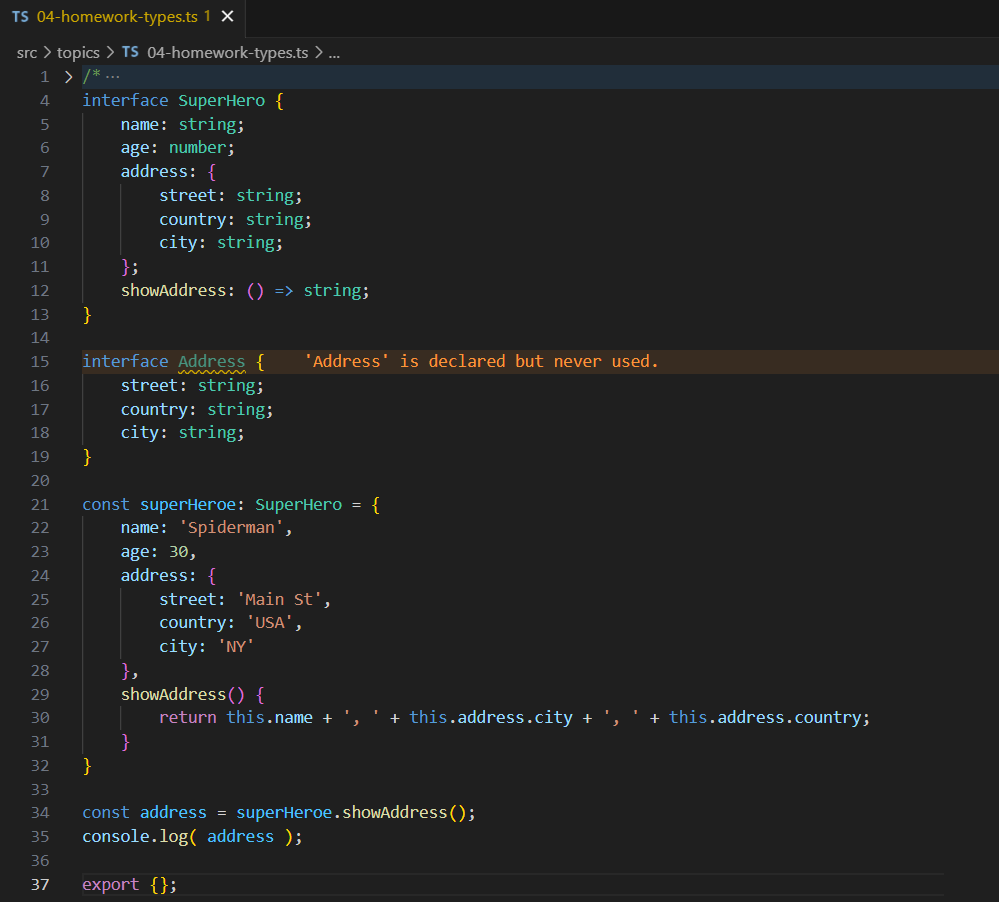 TS 04-homework-types.ts 1 ×
src > topics > TS 04-homework-types.ts > ...
1 > /* ···
4 interface SuperHero {
5     name: string;
6     age: number;
7     address: {
8         street: string;
9         country: string;
10         city: string;
11     };
12     showAddress: () => string;
13 }
14
15 interface Address {    'Address' is declared but never used.
16     street: string;
17     country: string;
18     city: string;
19 }
20
21 const superHeroe: SuperHero = {
22     name: 'Spiderman',
23     age: 30,
24     address: {
25         street: 'Main St',
26         country: 'USA',
27         city: 'NY'
28     },
29     showAddress() {
30         return this.name + ', ' + this.address.city + ', ' + this.address.country;
31     }
32 }
33
34 const address = superHeroe.showAddress();
35 console.log( address );
36
37 export {};